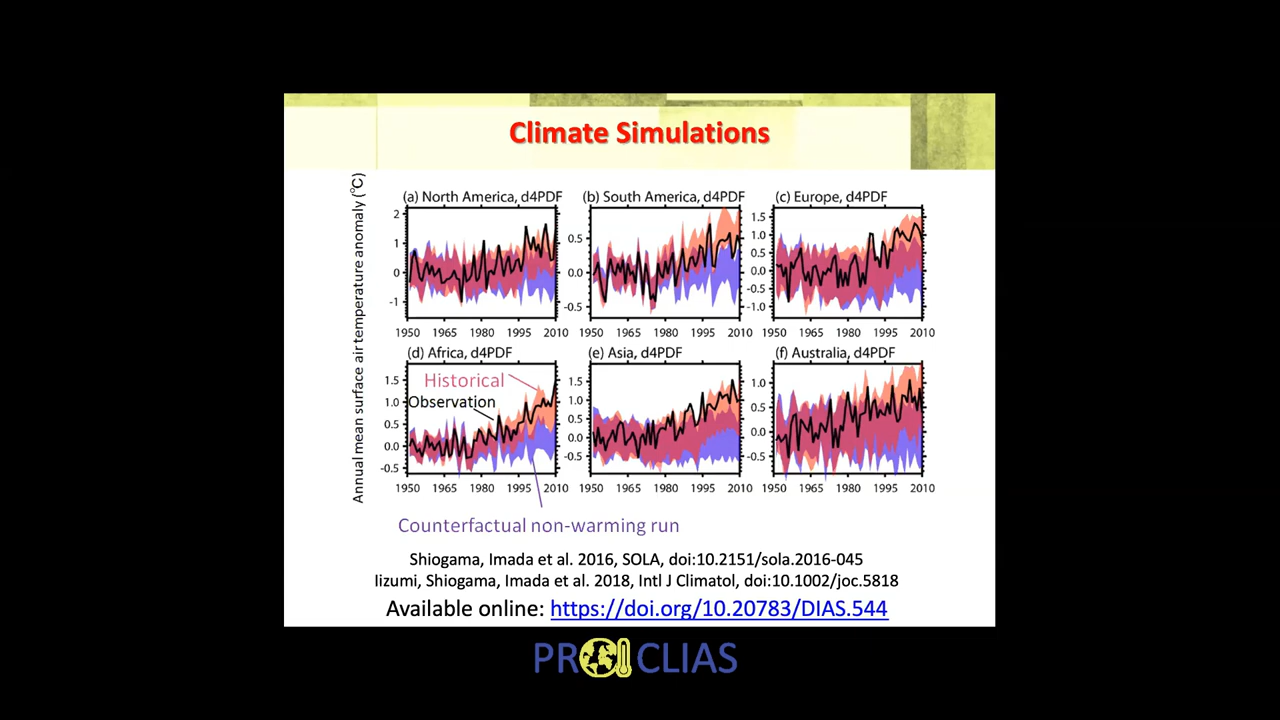 Climate Simulations
Annual mean surface air temperature anomaly (℃)
(a) North America, d4PDF
(b) South America, d4PDF
(c) Europe, d4PDF
2
1
0
-1
0.5
0.0
-0.5
1.5
1.0
0.5
0.0
-0.5
-1.0
1950 1965 1980 1995 2010
1950 1965 1980 1995 2010
1950 1965 1980 1995 2010
(d) Africa, d4PDF
(e) Asia, d4PDF
(f) Australia, d4PDF
Historical
Observation
1.5
1.0
0.5
0.0
-0.5
1.5
1.0
0.5
0.0
-0.5
1.0
0.5
0.0
-0.5
1950 1965 1980 1995 2010
1950 1965 1980 1995 2010
1950 1965 1980 1995 2010
Counterfactual non-warming run
Shiogama, Imada et al. 2016, SOLA, doi:10.2151/sola.2016-045
Iizumi, Shiogama, Imada et al. 2018, Intl J Climatol, doi:10.1002/joc.5818
Available online: https://doi.org/10.20783/DIAS.544
PROCLIAS